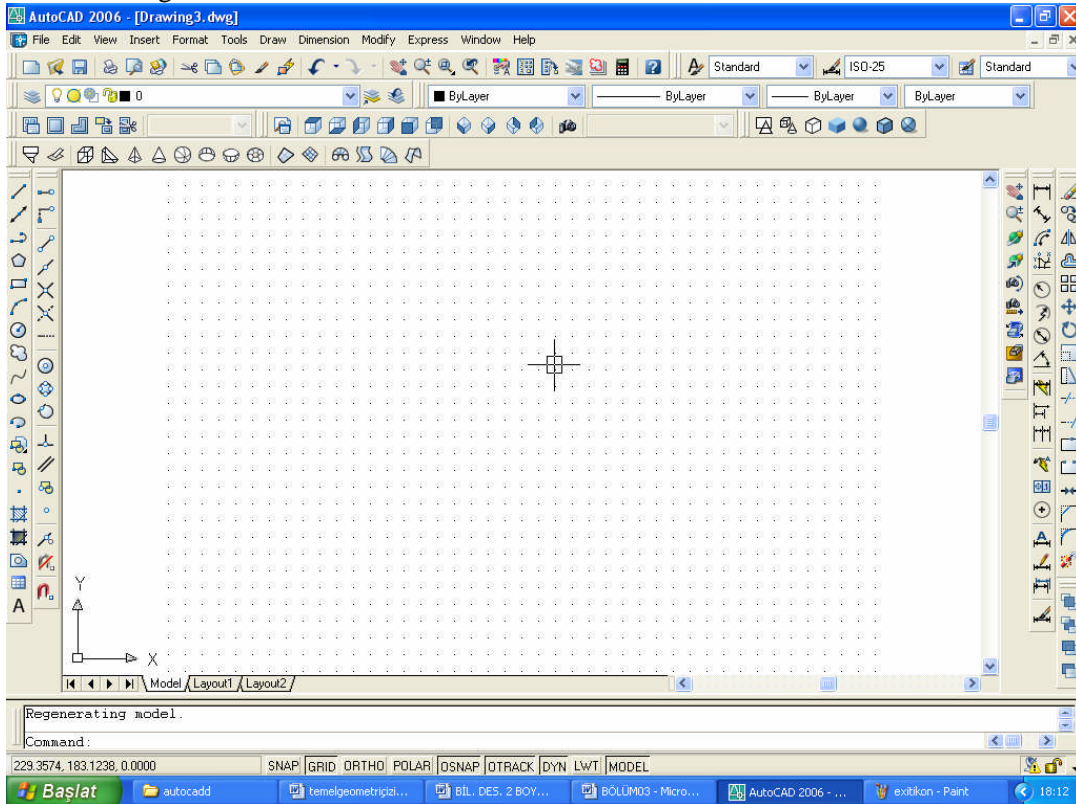 AutoCAD 2006 - [Drawing3.dwg]
File Edit View Insert Format Tools Draw Dimension Modify Express Window Help
Standard ISO-25 Standard
0 ByLayer ByLayer ByLayer
Y
X
A
Model Layout1 Layout2
Regenerating model.
Command:
229.3574, 183.1238, 0.0000 SNAP GRID ORTHO POLAR OSNAP OTRACK DYN LWT MODEL
Başlat autocadd temelgeometriçizi... BİL. DES. 2 BOY... BÖLÜM03 - Micro... AutoCAD 2006 - ... exitikon - Paint 18:12